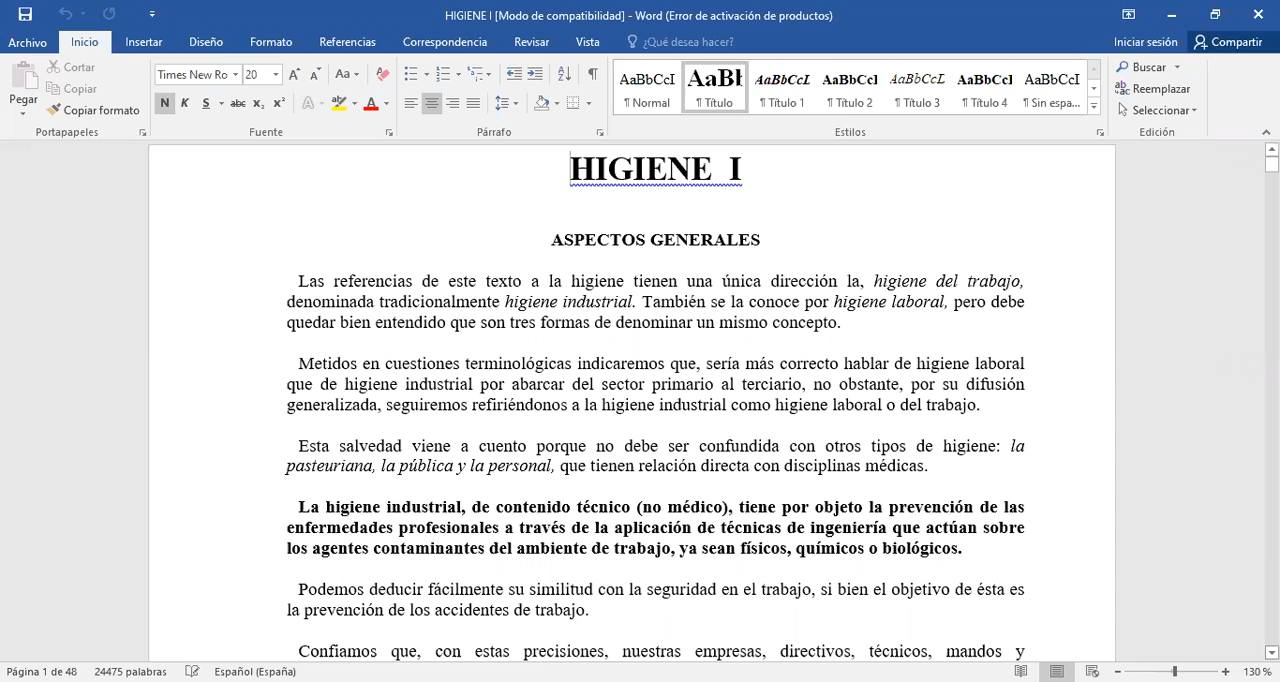 HIGIENE I [Modo de compatibilidad] - Word (Error de activación de productos)
Archivo Inicio Insertar Diseño Formato Referencias Correspondencia Revisar Vista ¿Qué desea hacer? Iniciar sesión Compartir
Pegar
Cortar
Copiar
Copiar formato
Portapapeles
Times New Ro 20 Aa
N K S abc x₂ x²
Fuente
Párrafo
AaBbCcI AaBł AaBbCcL AaBbCcI AaBbCcL AaBbCcI AaBbCcI
¶ Normal ¶ Título ¶ Título 1 ¶ Título 2 ¶ Título 3 ¶ Título 4 ¶ Sin espa...
Estilos
Buscar
Reemplazar
Seleccionar
Edición
HIGIENE I
ASPECTOS GENERALES
Las referencias de este texto a la higiene tienen una única dirección la, higiene del trabajo,
denominada tradicionalmente higiene industrial. También se la conoce por higiene laboral, pero debe
quedar bien entendido que son tres formas de denominar un mismo concepto.
Metidos en cuestiones terminológicas indicaremos que, sería más correcto hablar de higiene laboral
que de higiene industrial por abarcar del sector primario al terciario, no obstante, por su difusión
generalizada, seguiremos refiriéndonos a la higiene industrial como higiene laboral o del trabajo.
Esta salvedad viene a cuento porque no debe ser confundida con otros tipos de higiene: la
pasteuriana, la pública y la personal, que tienen relación directa con disciplinas médicas.
La higiene industrial, de contenido técnico (no médico), tiene por objeto la prevención de las
enfermedades profesionales a través de la aplicación de técnicas de ingeniería que actúan sobre
los agentes contaminantes del ambiente de trabajo, ya sean físicos, químicos o biológicos.
Podemos deducir fácilmente su similitud con la seguridad en el trabajo, si bien el objetivo de ésta es
la prevención de los accidentes de trabajo.
Confiamos que, con estas precisiones, nuestras empresas, directivos, técnicos, mandos y
Página 1 de 48 24475 palabras Español (España) 130 %